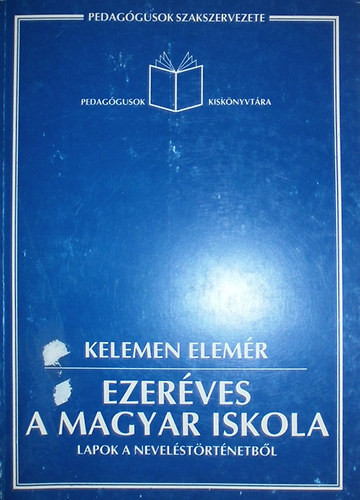 PEDAGÓGUSOK SZAKSZERVEZETE
PEDAGÓGUSOK KISKÖNYVTÁRA
KELEMEN ELEMÉR
EZERÉVES
A MAGYAR ISKOLA
LAPOK A NEVELÉSTÖRTÉNETBŐL